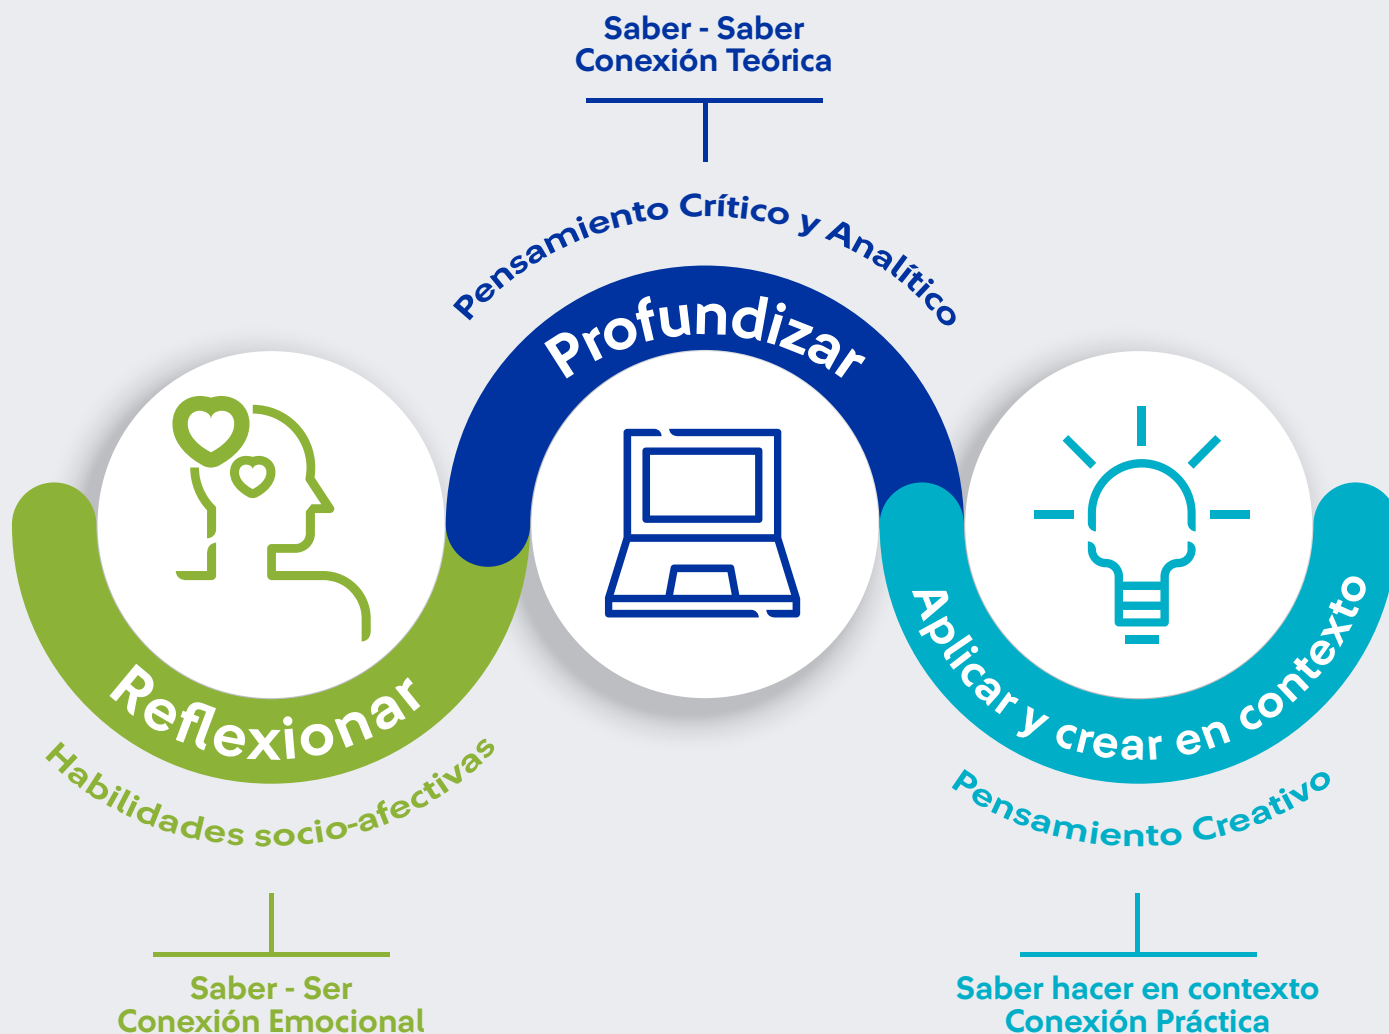 Saber - Saber
Conexión Teórica
Pensamiento Crítico y Analítico
Profundizar
Reflexionar
Habilidades socio-afectivas
Saber - Ser
Conexión Emocional
Aplicar y crear en contexto
Pensamiento Creativo
Saber hacer en contexto
Conexión Práctica